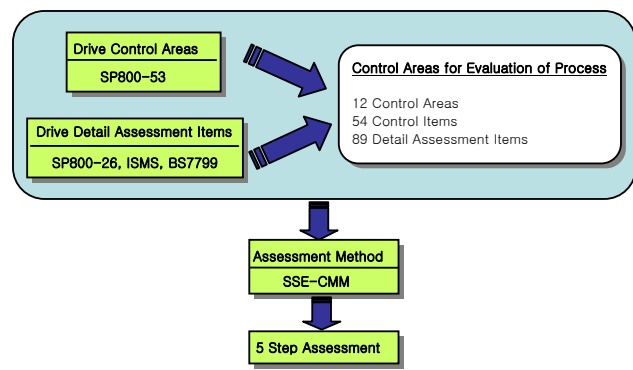 Drive Control Areas
SP800-53
Drive Detail Assessment Items
SP800-26, ISMS, BS7799
Control Areas for Evaluation of Process
12 Control Areas
54 Control Items
89 Detail Assessment Items
Assessment Method
SSE-CMM
5 Step Assessment